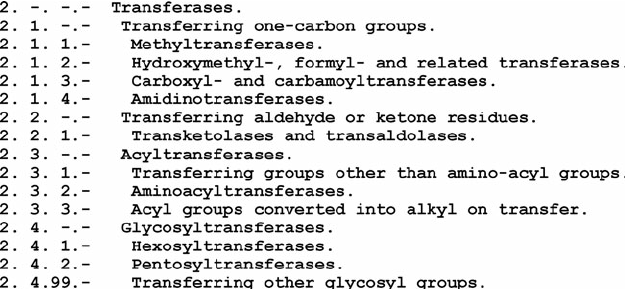 2. -. -.-  Transferases.
2. 1. -.-   Transferring one-carbon groups.
2. 1. 1.-    Methyltransferases.
2. 1. 2.-    Hydroxymethyl-, formyl- and related transferases.
2. 1. 3.-    Carboxyl- and carbamoyltransferases.
2. 1. 4.-    Amidinotransferases.
2. 2. -.-   Transferring aldehyde or ketone residues.
2. 2. 1.-    Transketolases and transaldolases.
2. 3. -.-   Acyltransferases.
2. 3. 1.-    Transferring groups other than amino-acyl groups.
2. 3. 2.-    Aminoacyltransferases.
2. 3. 3.-    Acyl groups converted into alkyl on transfer.
2. 4. -.-   Glycosyltransferases.
2. 4. 1.-    Hexosyltransferases.
2. 4. 2.-    Pentosyltransferases.
2. 4.99.-    Transferring other glycosyl groups.